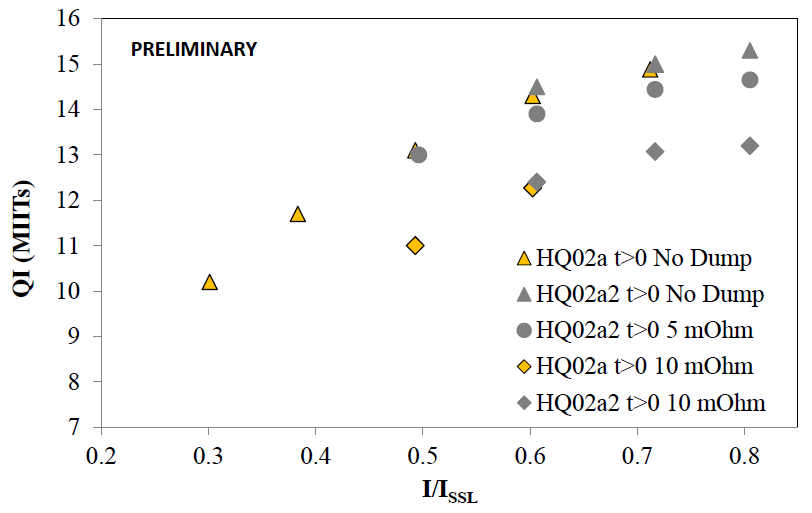 16
15
14
13
12
11
10
9
8
7
QI (MIITs)
PRELIMINARY
HQ02a t>0 No Dump
HQ02a2 t>0 No Dump
HQ02a2 t>0 5 mOhm
HQ02a t>0 10 mOhm
HQ02a2 t>0 10 mOhm
0.2 0.3 0.4 0.5 0.6 0.7 0.8
I/ISSL